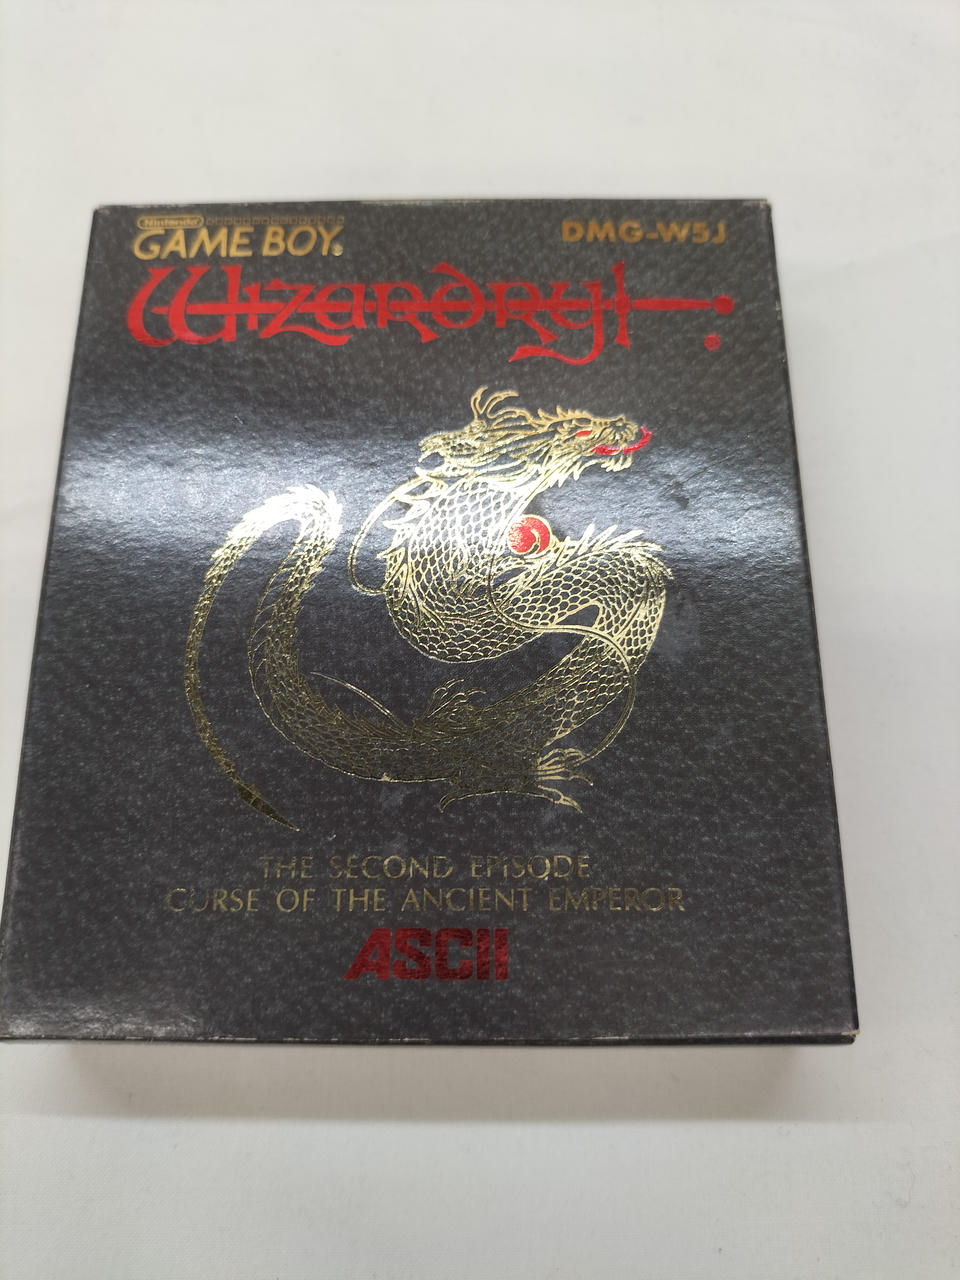 Nintendo
GAME BOY®
DMG-W5J
Wizardry®
THE SECOND EPISODE
CURSE OF THE ANCIENT EMPEROR
ASCII